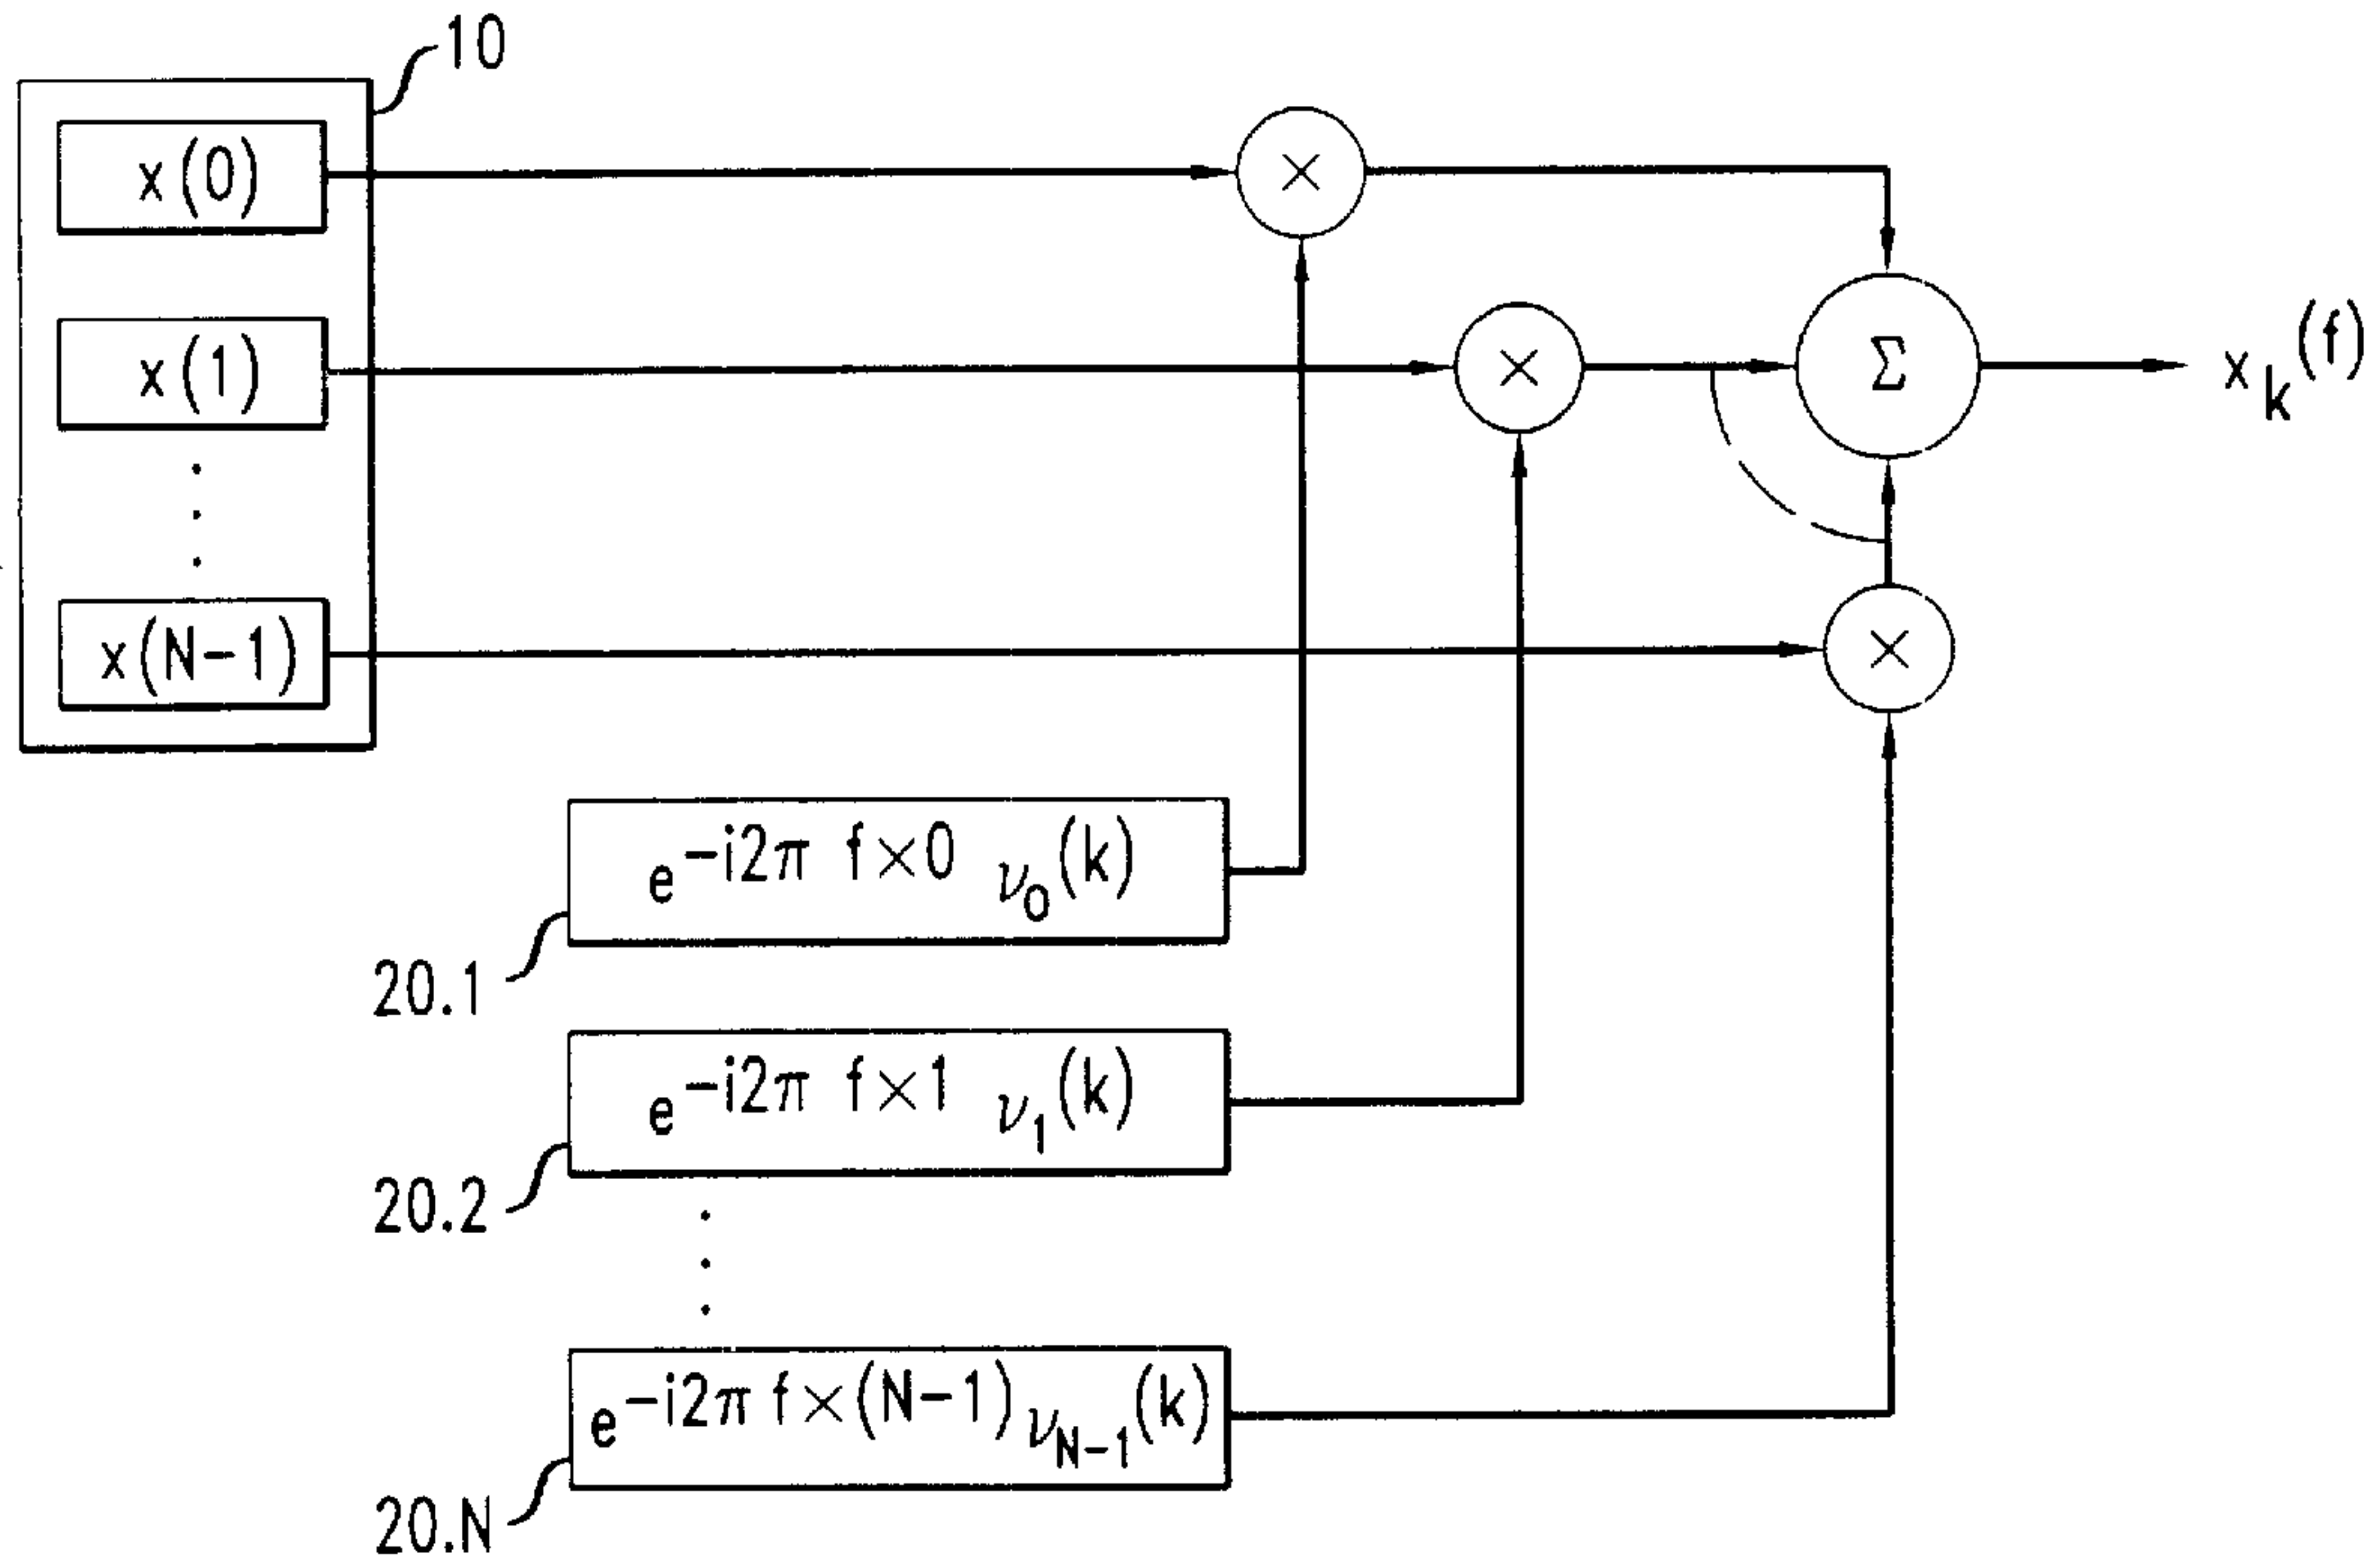 10
x(0)
×
x(1)
×
Σ
x_k(f)
x(N-1)
×
e^{-i2π f×0} ν_0(k)
20.1
e^{-i2π f×1} ν_1(k)
20.2
e^{-i2π f×(N-1)} ν_{N-1}(k)
20.N